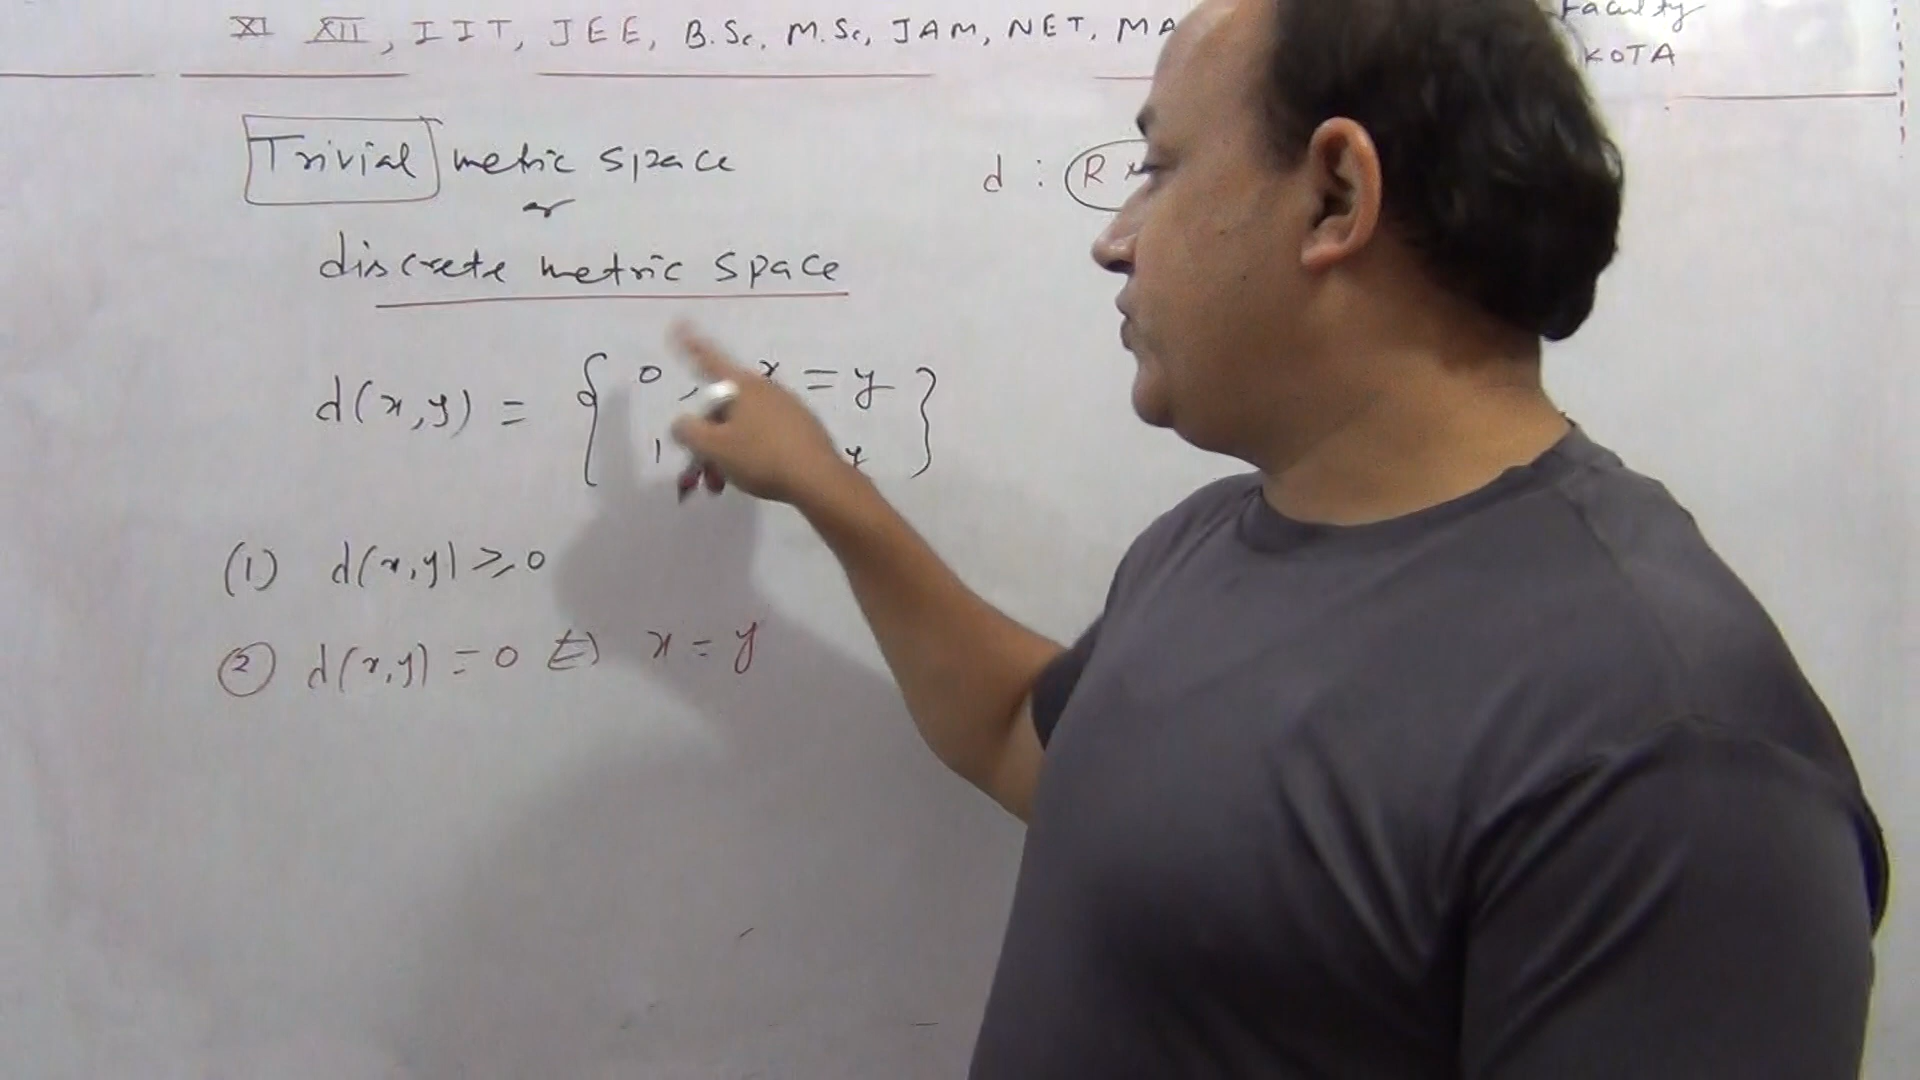 XI XII, IIT, JEE, B.Sc, M.Sc, JAM, NET, MA
Faculty
KOTA
Trivial metric space
or
discrete metric space
d : R ×
d(x,y) = { 0, x = y
1 y }
(1) d(x,y) ≥ 0
(2) d(x,y) = 0 ⇔ x = y